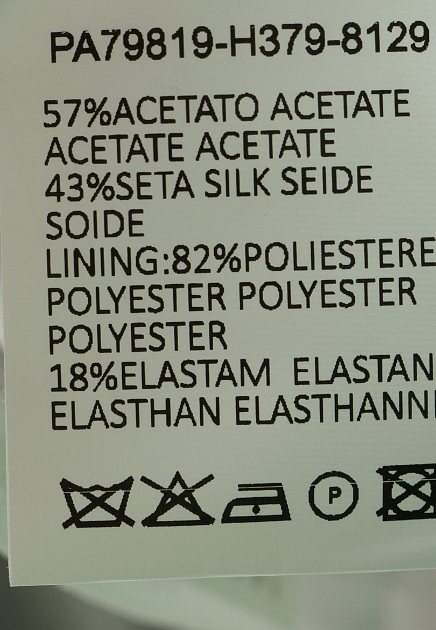 PA79819-H379-8129
57%ACETATO ACETATE
ACETATE ACETATE
43%SETA SILK SEIDE
SOIDE
LINING:82%POLIESTERE
POLYESTER POLYESTER
POLYESTER
18%ELASTAM ELASTAN
ELASTHAN ELASTHANN
P